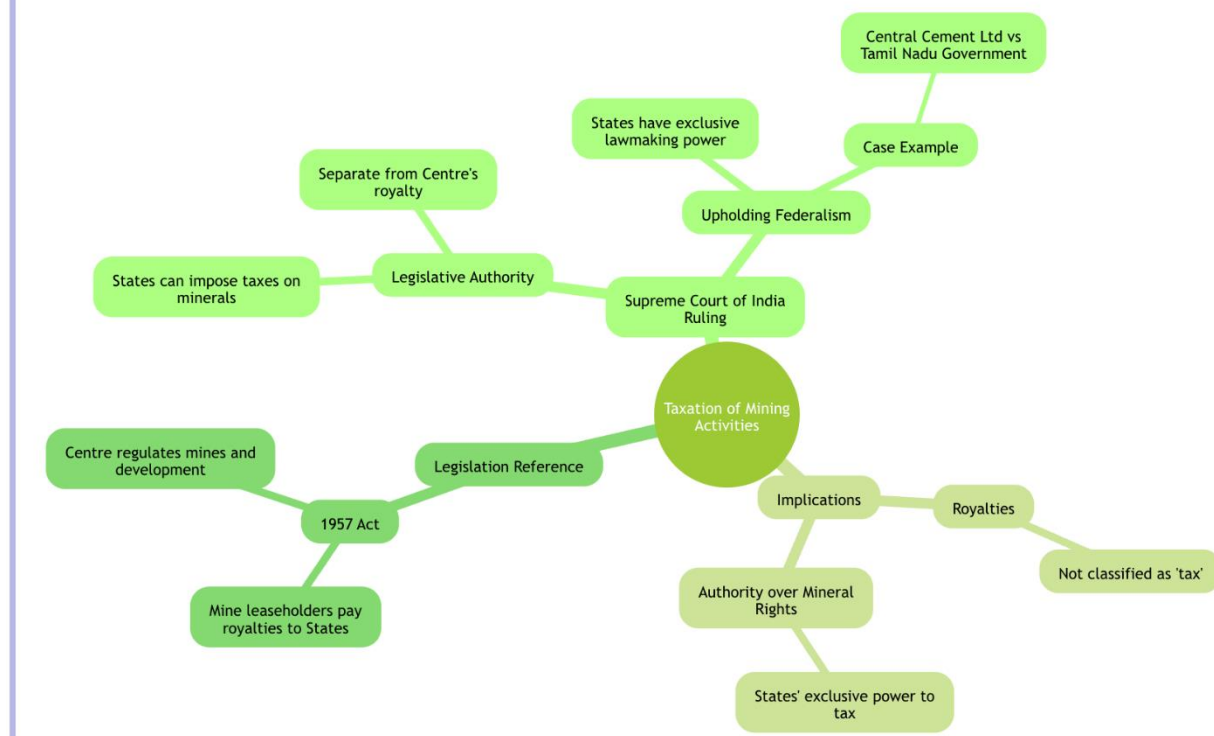 Central Cement Ltd vs
Tamil Nadu Government
States have exclusive
lawmaking power
Case Example
Separate from Centre's
royalty
Upholding Federalism
States can impose taxes on
minerals
Legislative Authority
Supreme Court of India
Ruling
Taxation of Mining
Activities
Centre regulates mines and
development
Legislation Reference
1957 Act
Mine leaseholders pay
royalties to States
Implications
Royalties
Not classified as 'tax'
Authority over Mineral
Rights
States' exclusive power to
tax